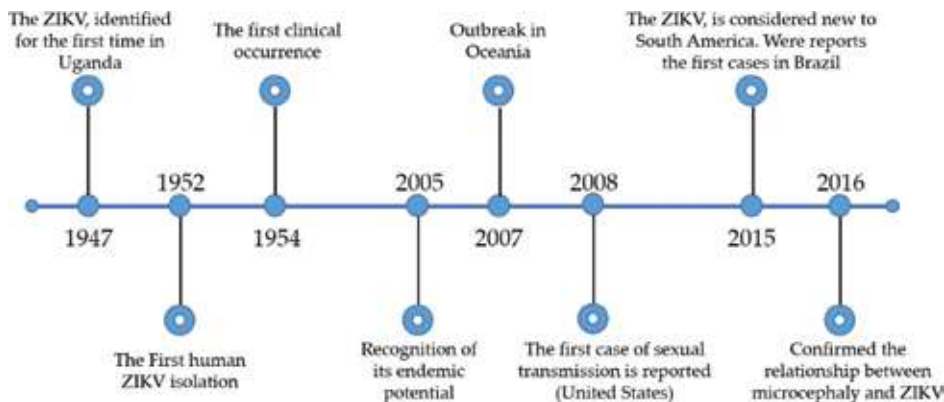 The ZIKV, identified
for the first time in
Uganda
The first clinical
occurrence
Outbreak in
Oceania
The ZIKV, is considered new to
South America. Were reports
the first cases in Brazil
1952
2005
2008
2016
1947
1954
2007
2015
The First human
ZIKV isolation
Recognition of
its endemic
potential
The first case of sexual
transmission is reported
(United States)
Confirmed the
relationship between
microcephaly and ZIKV